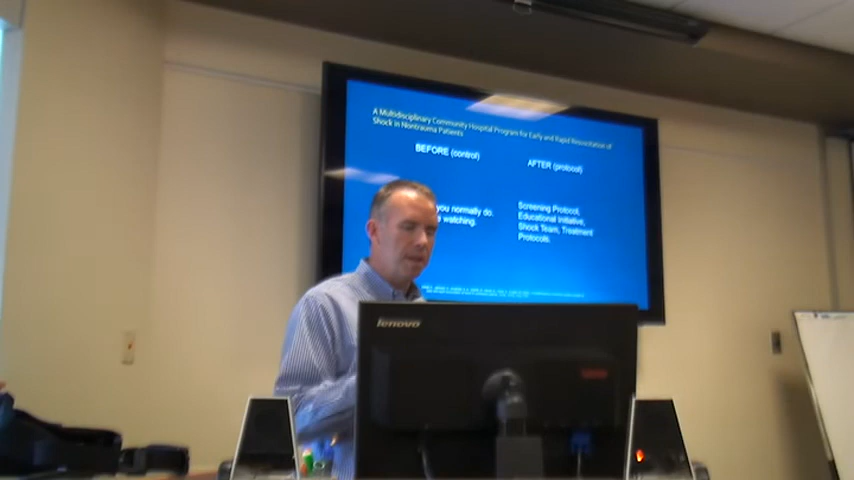 A Multidisciplinary Community Hospital Program for Early and Rapid Resuscitation of
Shock in Nontrauma Patients
BEFORE (control)
AFTER (protocol)
you normally do.
watching.
Screening Protocol,
Educational Initiative,
Shock Team, Treatment
Protocols.
lenovo